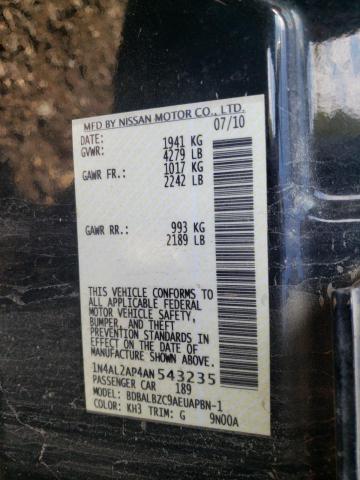 MFD BY NISSAN MOTOR CO., LTD.
DATE: 07/10
GVWR: 1941 KG
4279 LB
GAWR FR.: 1017 KG
2242 LB
GAWR RR.: 993 KG
2189 LB
THIS VEHICLE CONFORMS TO
ALL APPLICABLE FEDERAL
MOTOR VEHICLE SAFETY,
BUMPER, AND THEFT
PREVENTION STANDARDS IN
EFFECT ON THE DATE OF
MANUFACTURE SHOWN ABOVE.
1N4AL2AP4AN543235
PASSENGER CAR 189
MODEL: BDBALBZC9AEUAPBN-1
COLOR: KH3 TRIM: G 9N00A